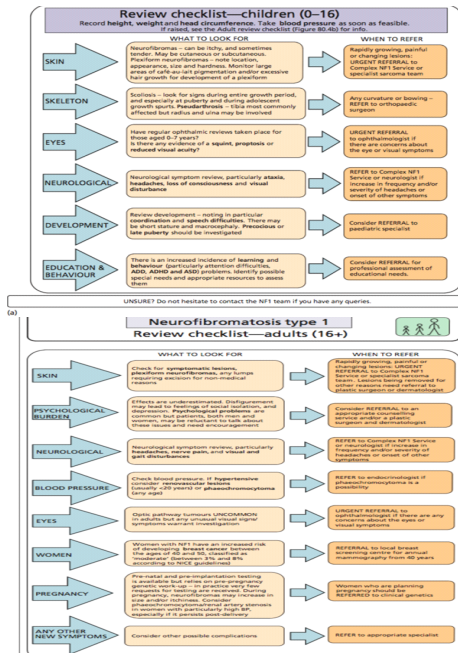 Review checklist—children (0–16)
Record height, weight and head circumference. Take blood pressure as soon as feasible.
If raised, see the Adult review checklist (Figure 80.4b) for info.
WHAT TO LOOK FOR
WHEN TO REFER
SKIN
Neurofibromas – can be itchy, and sometimes
tender. May be cutaneous or subcutaneous.
Plexiform neurofibromas – note location,
appearance, size and hardness. Monitor large
areas of café-au-lait pigmentation and/or excessive
hair growth for development of a plexiform
Rapidly growing, painful
or changing lesions:
URGENT REFERRAL to
Complex NF1 Service or
specialist sarcoma team
SKELETON
Scoliosis – look for signs during entire growth period,
and especially at puberty and during adolescent
growth spurts. Pseudarthrosis – tibia most commonly
affected but radius and ulna may be involved
Any curvature or bowing –
REFER to orthopaedic
surgeon
EYES
Have regular ophthalmic reviews taken place for
those aged 0–7 years?
Is there any evidence of a squint, proptosis or
reduced visual acuity?
URGENT REFERRAL
to ophthalmologist if
there are concerns about
the eye or visual symptoms
NEUROLOGICAL
Neurological symptom review, particularly ataxia,
headaches, loss of consciousness and visual
disturbance
REFER to Complex NF1
Service or neurologist if
increase in frequency and/or
severity of headaches or
onset of other symptoms
DEVELOPMENT
Review development – noting in particular
coordination and speech difficulties. There may
be short stature and macrocephaly. Precocious or
late puberty should be investigated
Consider REFERRAL to
paediatric specialist
EDUCATION &
BEHAVIOUR
There is an increased incidence of learning and
behaviour (particularly attention difficulties,
ADD, ADHD and ASD) problems. Identify possible
special needs and appropriate resources to assess
them
Consider REFERRAL for
professional assessment of
educational needs.
UNSURE? Do not hesitate to contact the NF1 team if you have any queries.
(a)
Neurofibromatosis type 1
Review checklist—adults (16+)
WHAT TO LOOK FOR
WHEN TO REFER
SKIN
Check for symptomatic lesions,
plexiform neurofibromas, any lumps
requiring excision for non-medical
reasons
Rapidly growing, painful or
changing lesions: URGENT
REFERRAL to Complex NF1
Service or specialist sarcoma
team. Lesions being removed for
other reasons need referral to
plastic surgeon or dermatologist
PSYCHOLOGICAL
BURDEN
Effects are underestimated. Disfigurement
may lead to feelings of social isolation, and
depression. Psychological problems are
common but patients, both men and
women, may be reluctant to talk about
these issues and need encouragement
Consider REFERRAL to an
appropriate counselling
service and/or a plastic
surgeon and dermatologist
NEUROLOGICAL
Neurological symptom review, particularly
headaches, nerve pain, and visual and
gait disturbances
REFER to Complex NF1 Service
or neurologist if increase in
frequency and/or severity of
headaches or onset of other
symptoms
BLOOD PRESSURE
Check blood pressure. If hypertensive
consider renovascular lesions
(usually <20 years) or phaeochromocytoma
(any age)
REFER to endocrinologist if
phaeochromocytoma is a
possibility
EYES
Optic pathway tumours UNCOMMON
in adults but any unusual visual signs/
symptoms warrant investigation
URGENT REFERRAL to
ophthalmologist if there are any
concerns about the eyes or
visual symptoms
WOMEN
Women with NF1 have an increased risk
of developing breast cancer between
the ages of 40 and 50, classified as
'moderate' (between 3% and 8%
according to NICE guidelines)
REFERRAL to local breast
screening centre for annual
mammography from 40 years
PREGNANCY
Pre-natal and pre-implantation testing
is available but relies on pre-pregnancy
genetic work-up – in practice very few
requests for testing are received. During
pregnancy, neurofibromas may increase in
size and/or itchiness. Consider
phaeochromocytoma/renal artery stenosis
in women with particularly high BP,
especially if it persists post-delivery
Women who are planning
pregnancy should be
REFERRED to clinical genetics
ANY OTHER
NEW SYMPTOMS
Consider other possible complications
REFER to appropriate specialist